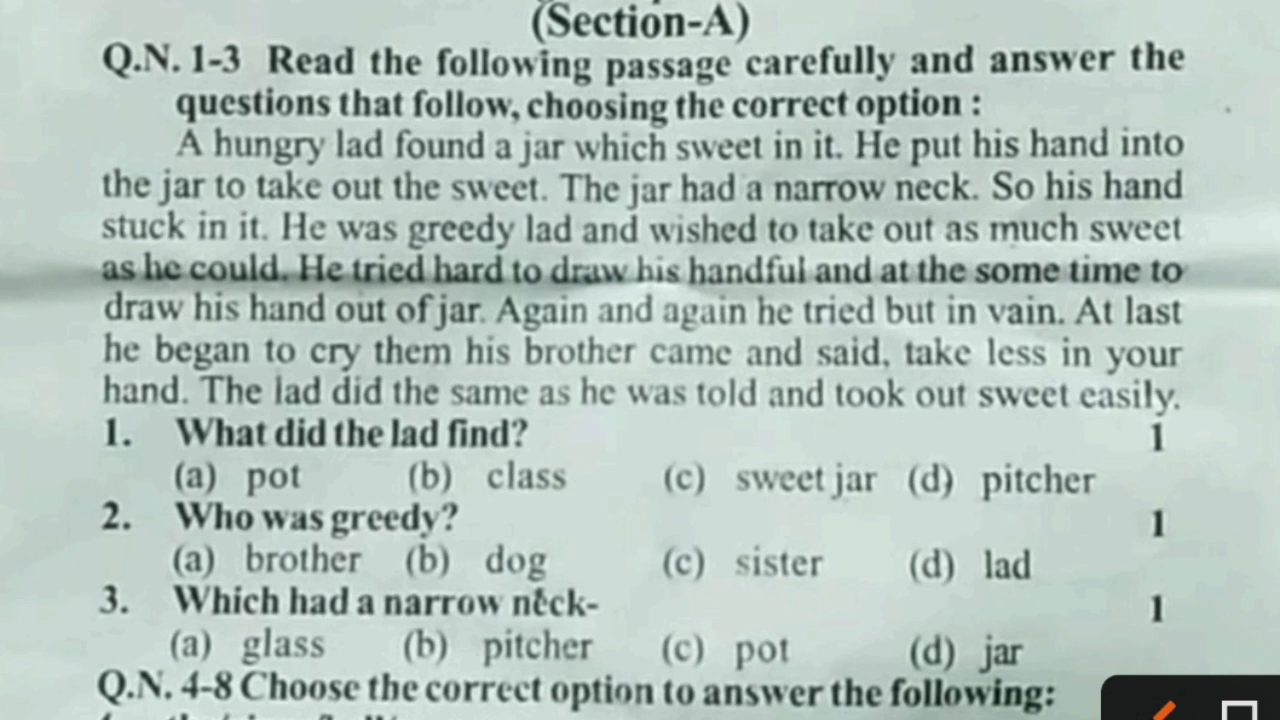 (Section-A)
Q.N. 1-3 Read the following passage carefully and answer the
questions that follow, choosing the correct option :
A hungry lad found a jar which sweet in it. He put his hand into
the jar to take out the sweet. The jar had a narrow neck. So his hand
stuck in it. He was greedy lad and wished to take out as much sweet
as he could. He tried hard to draw his handful and at the some time to
draw his hand out of jar. Again and again he tried but in vain. At last
he began to cry them his brother came and said, take less in your
hand. The lad did the same as he was told and took out sweet easily.
1. What did the lad find? 1
(a) pot (b) class (c) sweet jar (d) pitcher
2. Who was greedy? 1
(a) brother (b) dog (c) sister (d) lad
3. Which had a narrow neck- 1
(a) glass (b) pitcher (c) pot (d) jar
Q.N. 4-8 Choose the correct option to answer the following: